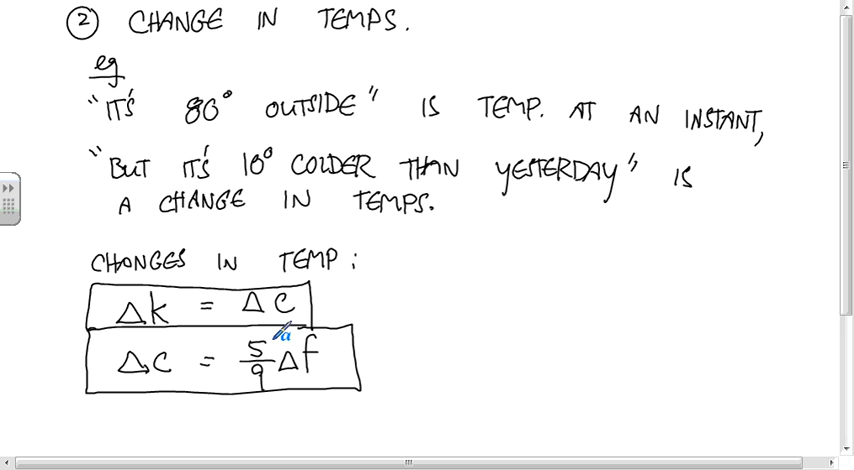 ② CHANGE IN TEMPS.
eg
"IT'S 80° OUTSIDE" IS TEMP. AT AN INSTANT,
"BUT IT'S 10° COLDER THAN YESTERDAY" IS
A CHANGE IN TEMPS.
CHANGES IN TEMP:
Δk = Δc
Δc = 5/9 Δf